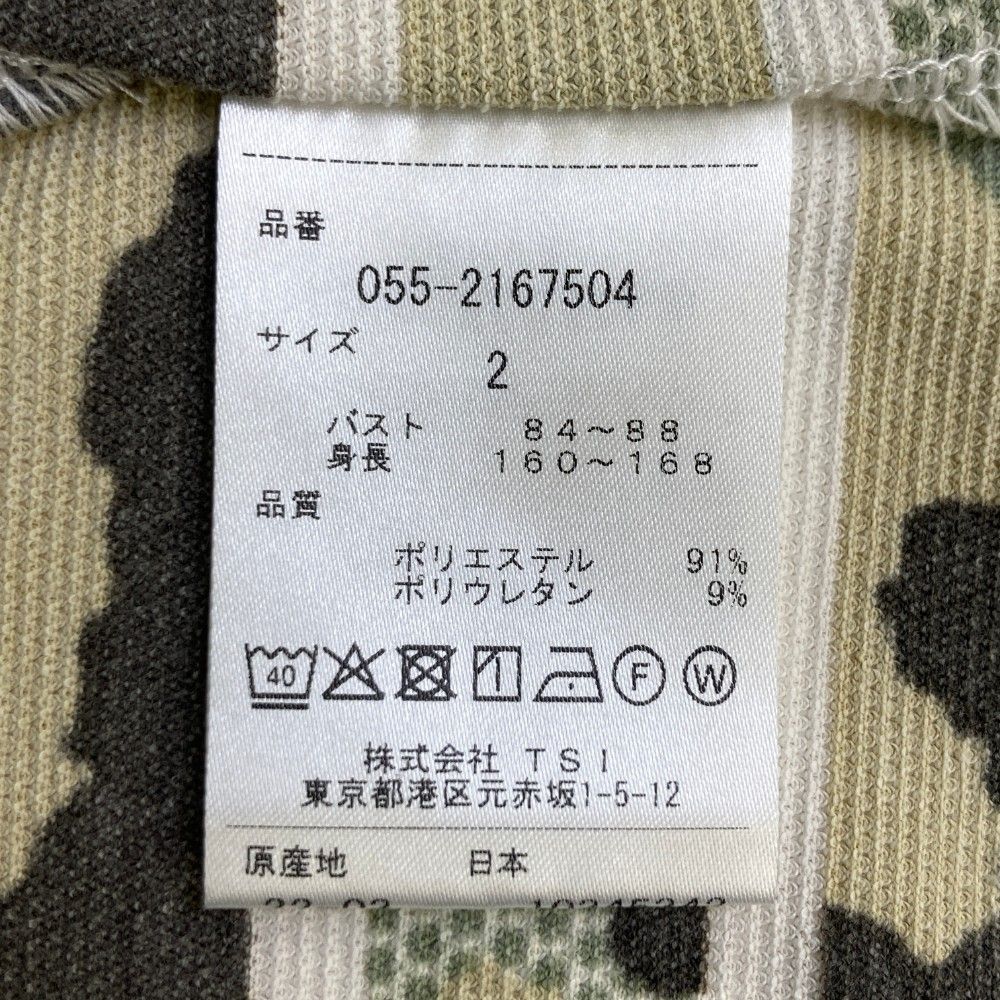 品番
055-2167504
サイズ
2
バスト 84～88
身長 160～168
品質
ポリエステル 91%
ポリウレタン 9%
40 F W
株式会社 TSI
東京都港区元赤坂1-5-12
原産地 日本